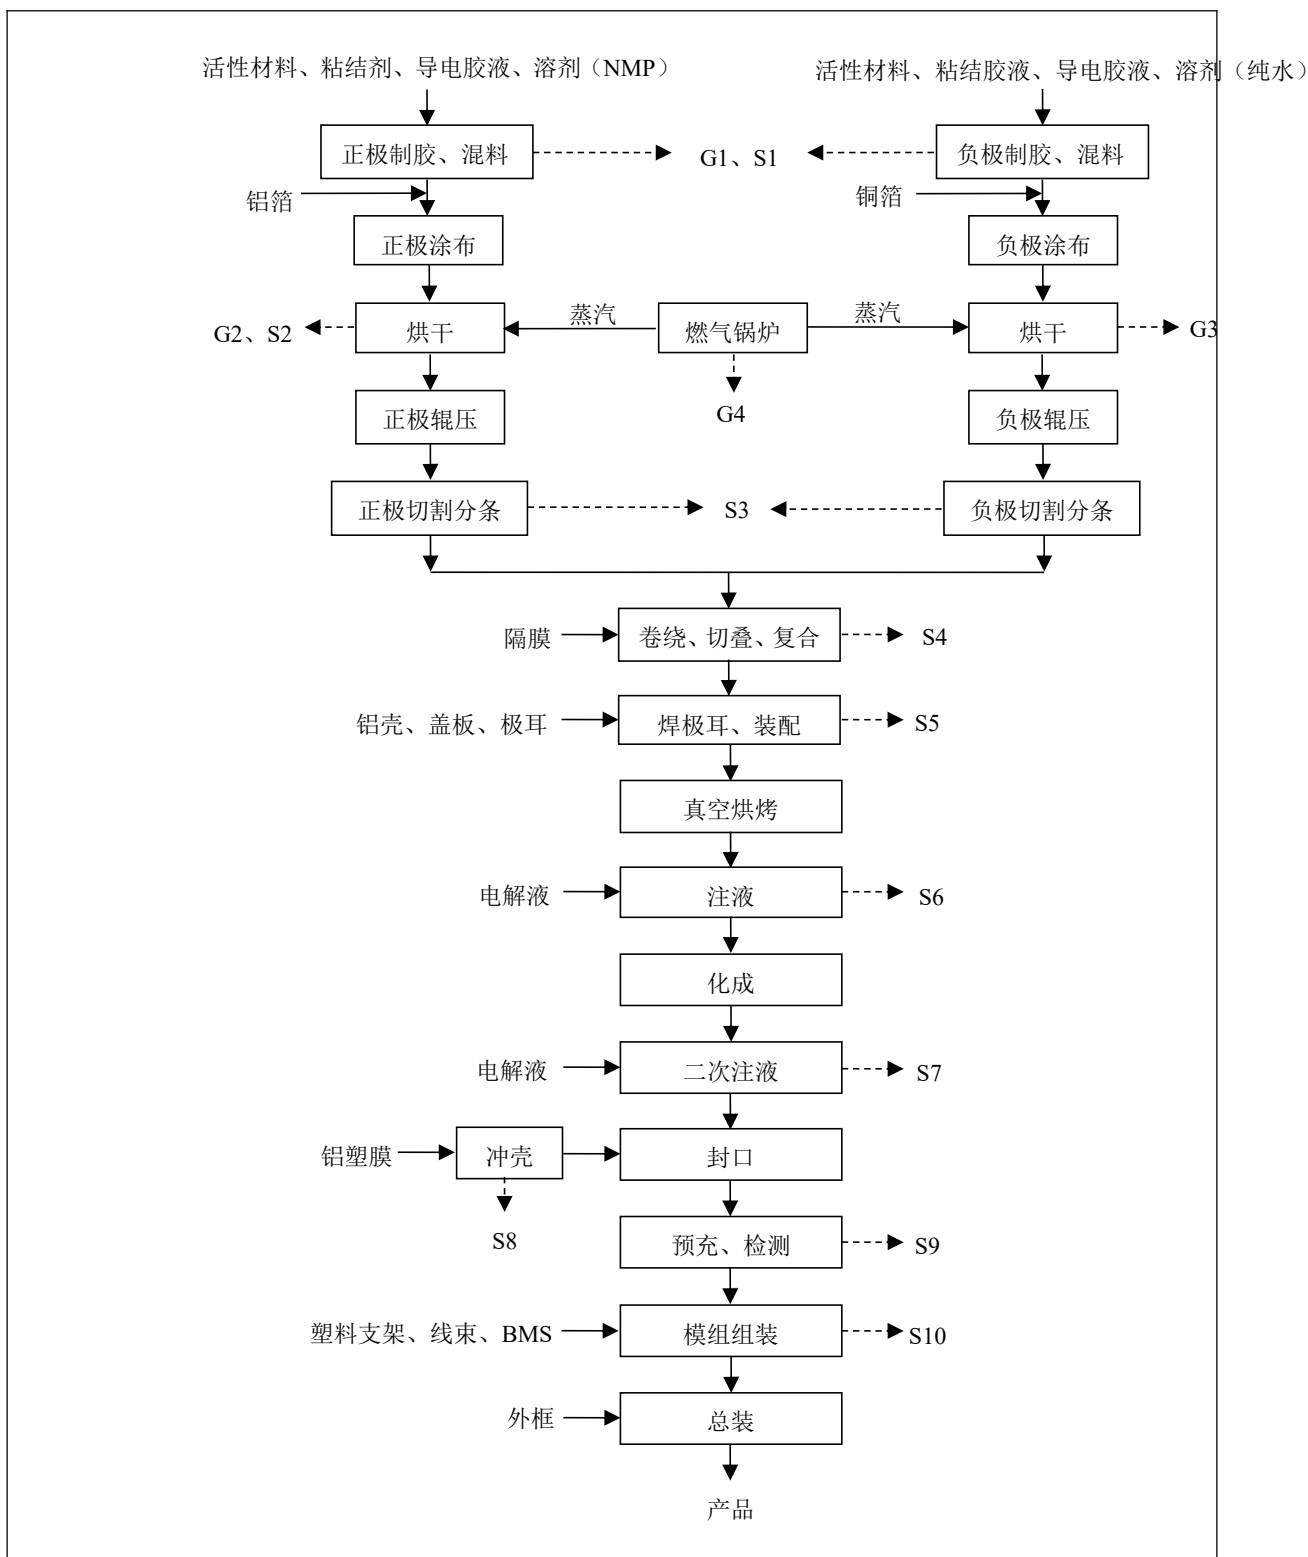 活性材料、粘结剂、导电胶液、溶剂（NMP）
活性材料、粘结胶液、导电胶液、溶剂（纯水）
正极制胶、混料
G1、S1
负极制胶、混料
铝箔
铜箔
正极涂布
负极涂布
G2、S2
烘干
蒸汽
燃气锅炉
蒸汽
烘干
G3
正极辊压
G4
负极辊压
正极切割分条
S3
负极切割分条
隔膜
卷绕、切叠、复合
S4
铝壳、盖板、极耳
焊极耳、装配
S5
真空烘烤
电解液
注液
S6
化成
电解液
二次注液
S7
铝塑膜
冲壳
封口
S8
预充、检测
S9
塑料支架、线束、BMS
模组组装
S10
外框
总装
产品